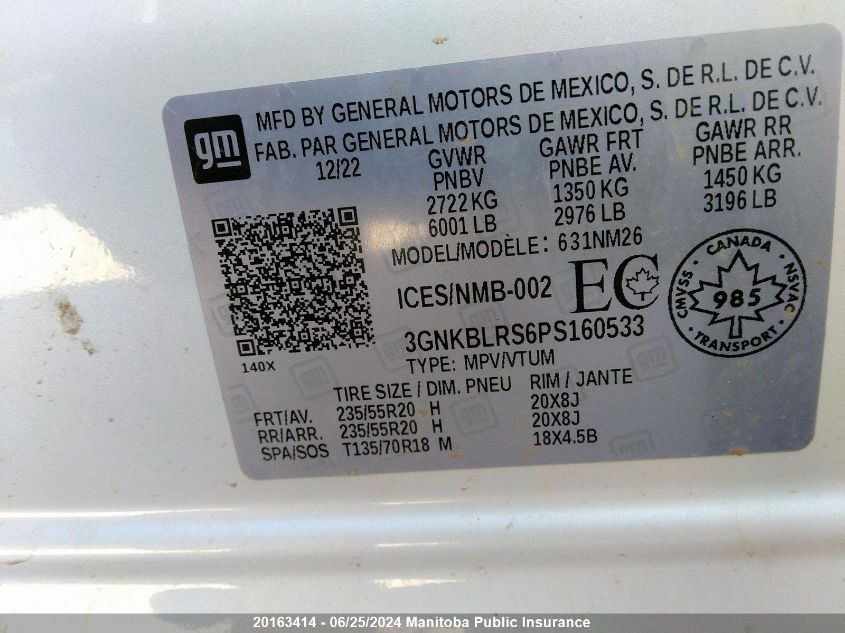 gm
MFD BY GENERAL MOTORS DE MEXICO, S. DE R.L. DE C.V.
FAB. PAR GENERAL MOTORS DE MEXICO, S. DE R.L. DE C.V.
12/22 GVWR GAWR FRT GAWR RR
PNBV PNBE AV. PNBE ARR.
2722 KG 1350 KG 1450 KG
6001 LB 2976 LB 3196 LB
MODEL/MODÈLE: 631NM26
ICES/NMB-002 EC
CANADA
CMVSS 985 NSVAC
3GNKBLRS6PS160533
140X
TYPE: MPV/VTUM
TIRE SIZE / DIM. PNEU RIM / JANTE
FRT/AV. 235/55R20 H 20X8J
RR/ARR. 235/55R20 H 20X8J
SPA/SOS T135/70R18 M 18X4.5B
20163414 - 06/25/2024 Manitoba Public Insurance